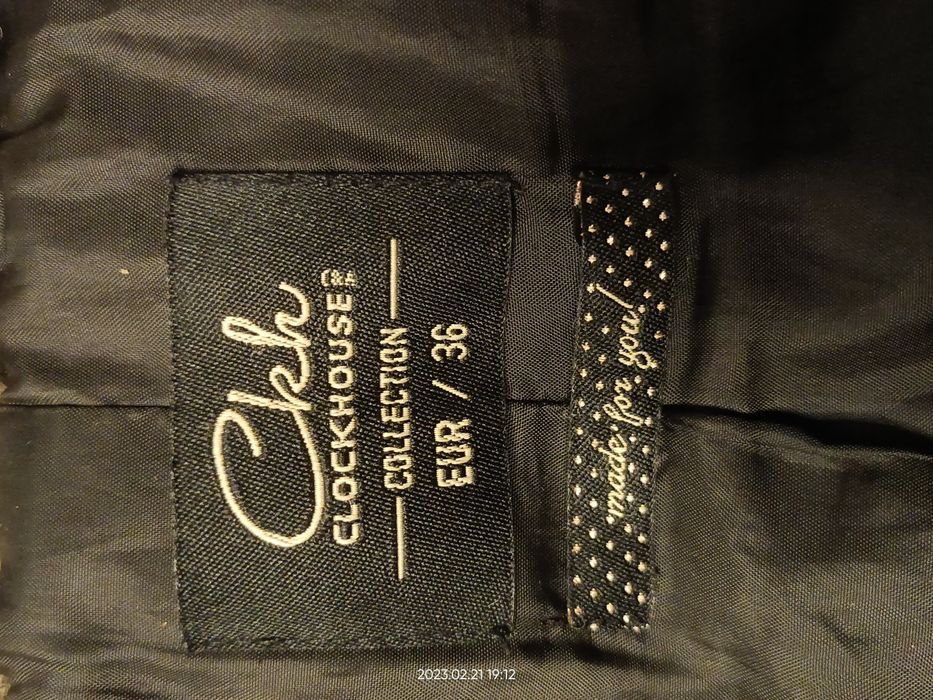 Ckh
CLOCKHOUSE
COLLECTION
EUR / 36
made for you!
2023.02.21 19:12